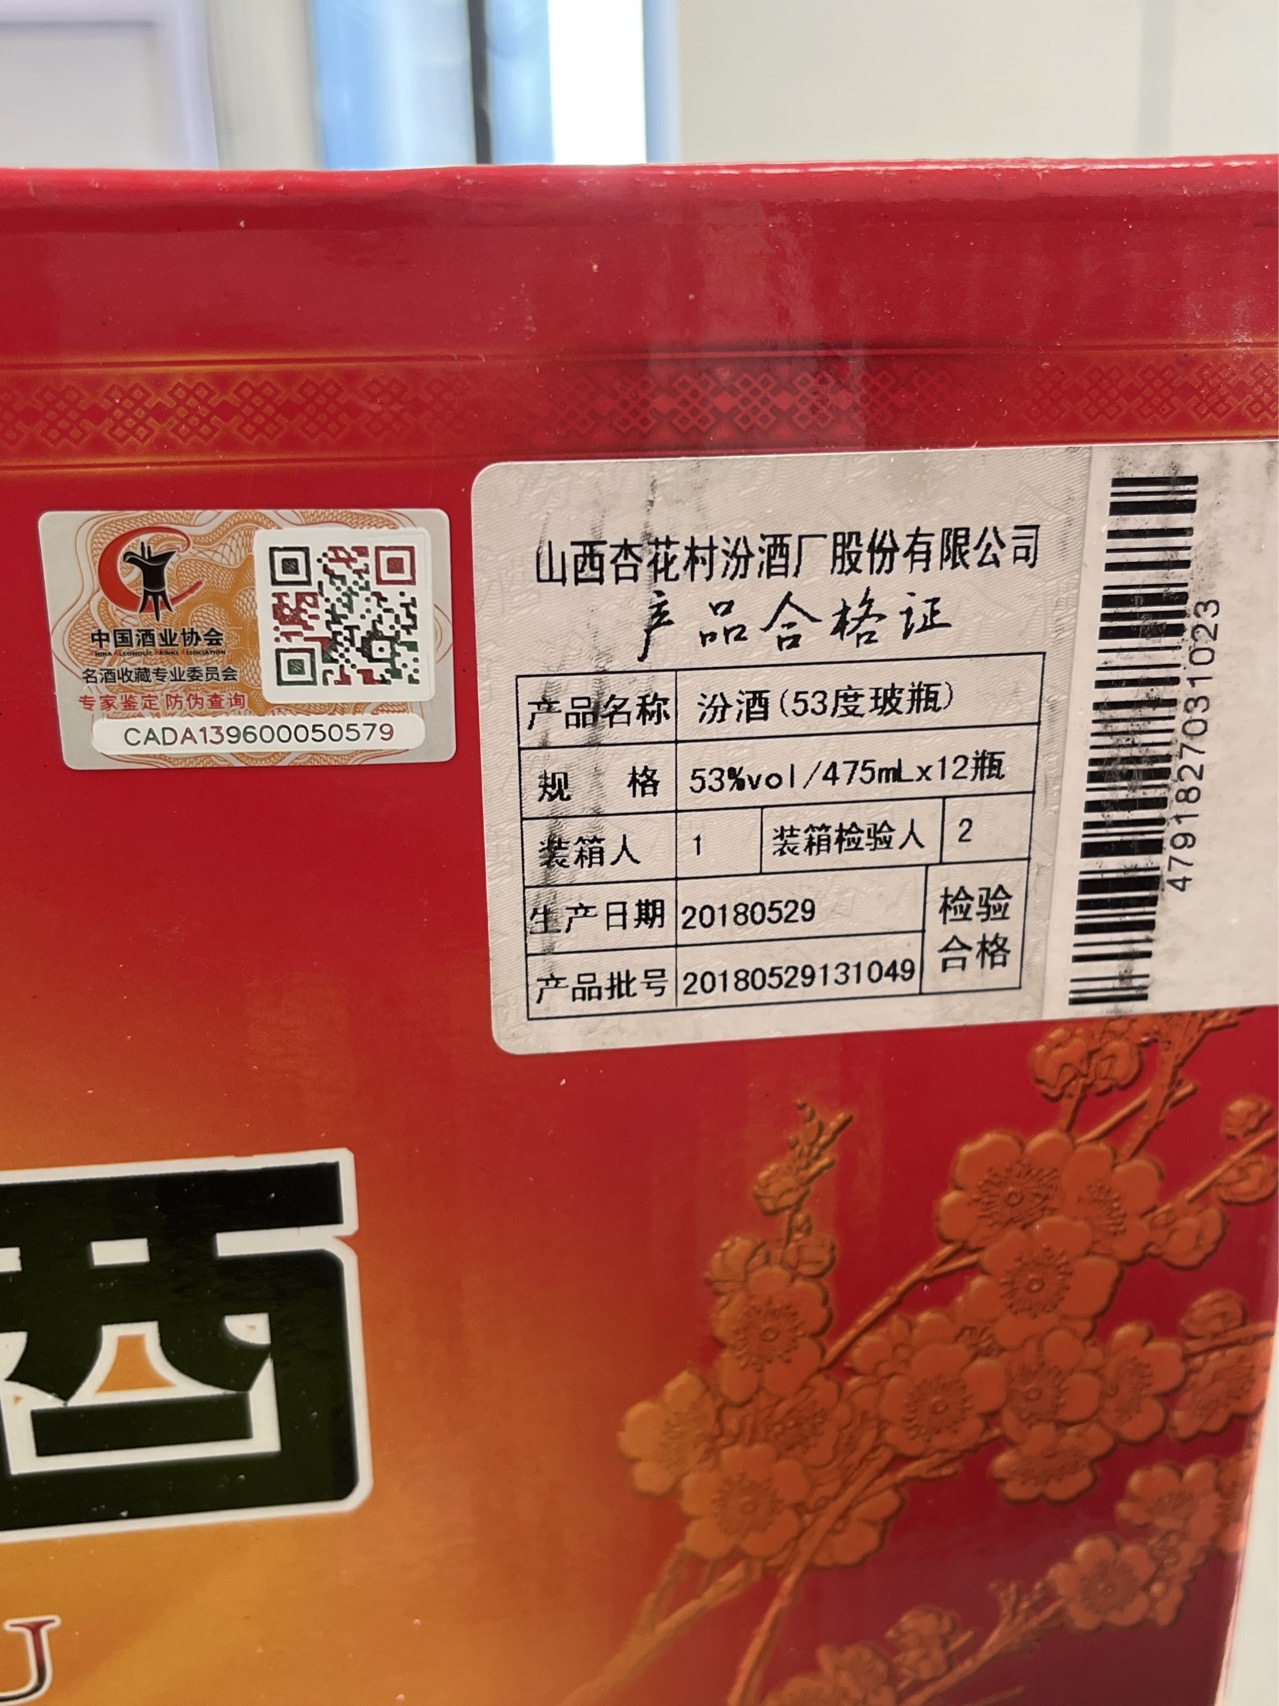 中国酒业协会
名酒收藏专业委员会
专家鉴定 防伪查询
CADA139600050579
山西杏花村汾酒厂股份有限公司
产品合格证
产品名称 汾酒(53度玻瓶)
规 格 53%vol/475mLx12瓶
装箱人 1 装箱检验人 2
生产日期 20180529
产品批号 20180529131049
检验
合格
4791827031023
酒
U